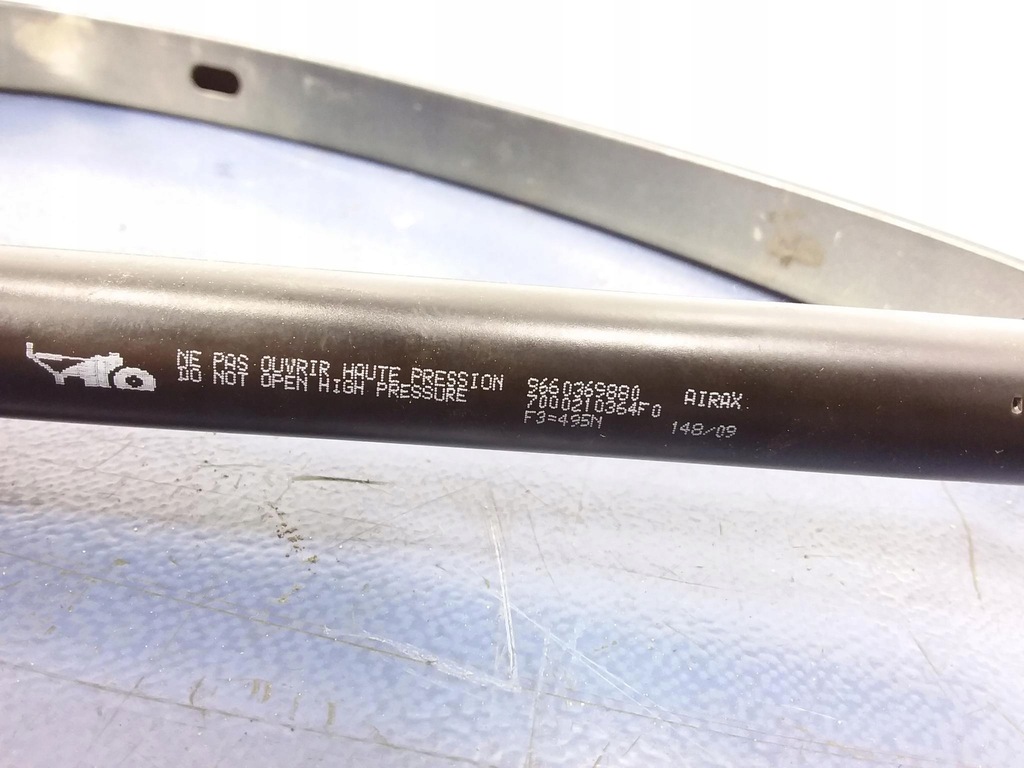 NE PAS OUVRIR HAUTE PRESSION
DO NOT OPEN HIGH PRESSURE
9660369880
7000210364F0
F3=495N
AIRAX
148/09